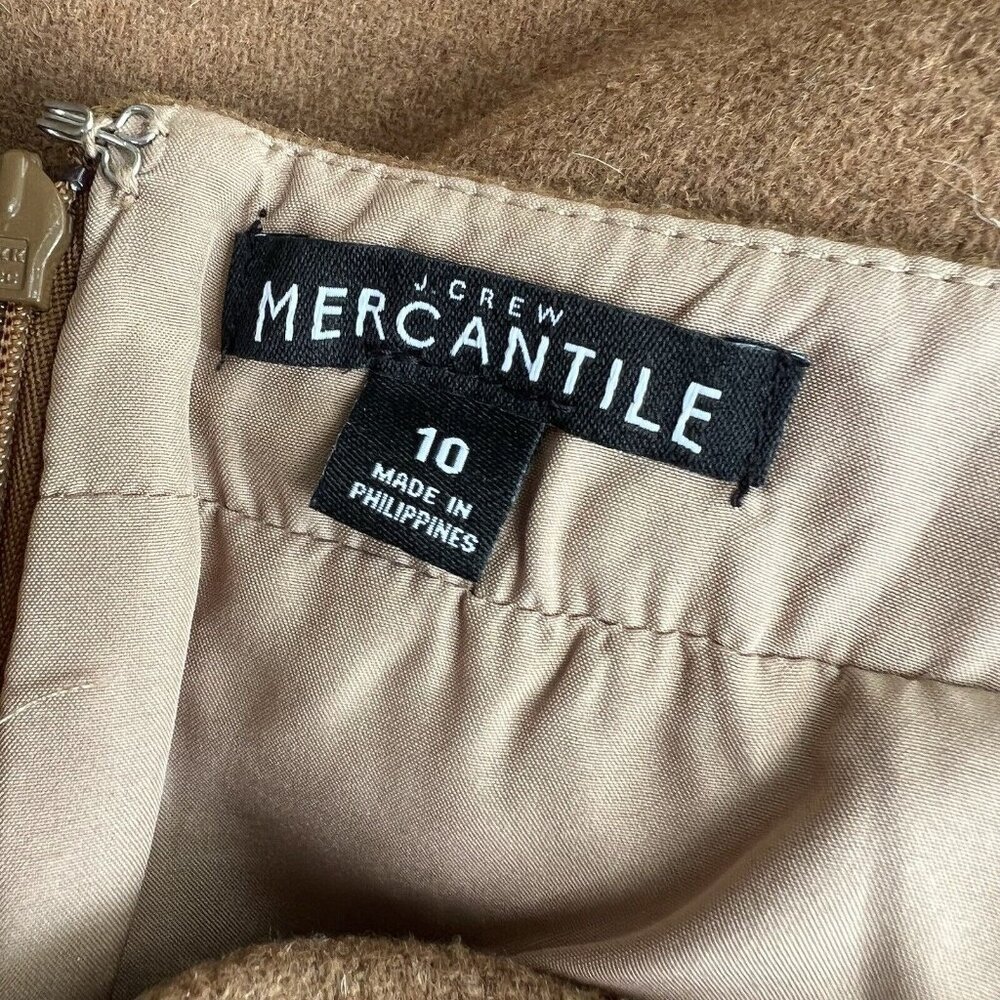 J.CREW
MERCANTILE
10
MADE IN
PHILIPPINES